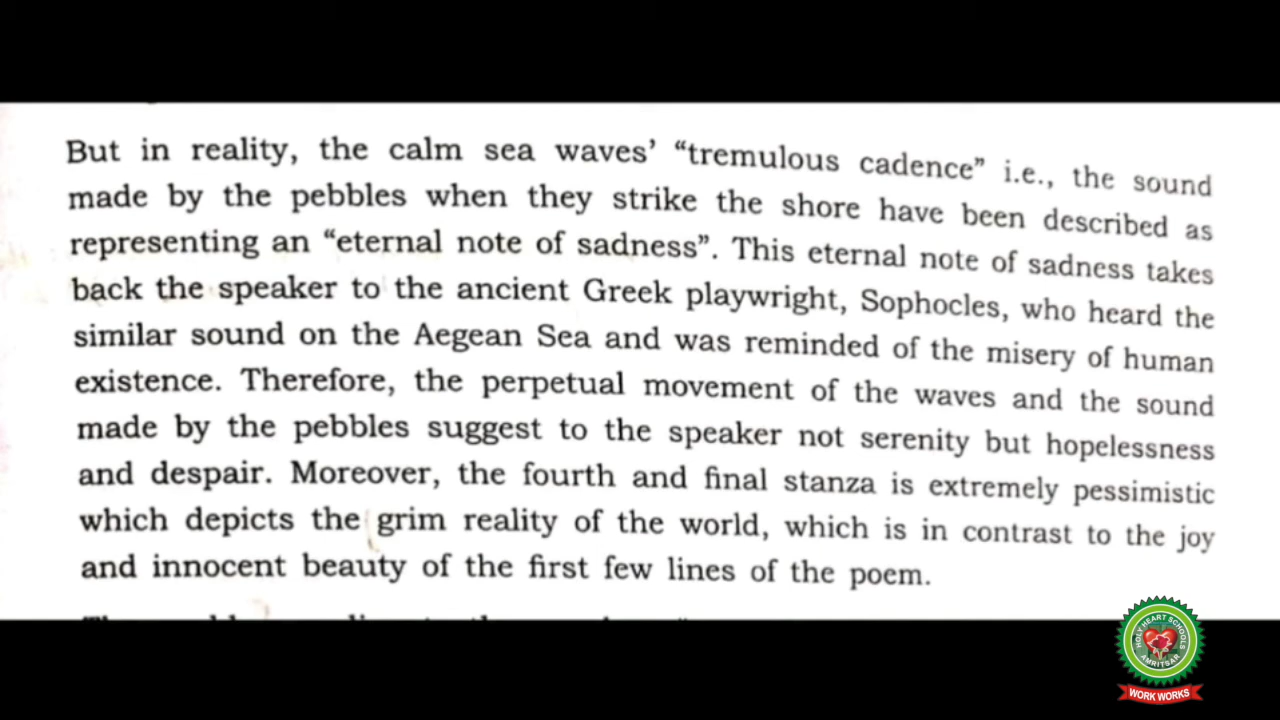 But in reality, the calm sea waves' "tremulous cadence" i.e., the sound
made by the pebbles when they strike the shore have been described as
representing an "eternal note of sadness". This eternal note of sadness takes
back the speaker to the ancient Greek playwright, Sophocles, who heard the
similar sound on the Aegean Sea and was reminded of the misery of human
existence. Therefore, the perpetual movement of the waves and the sound
made by the pebbles suggest to the speaker not serenity but hopelessness
and despair. Moreover, the fourth and final stanza is extremely pessimistic
which depicts the grim reality of the world, which is in contrast to the joy
and innocent beauty of the first few lines of the poem.
HOLY HEART SCHOOLS
AMRITSAR
WORK WORKS